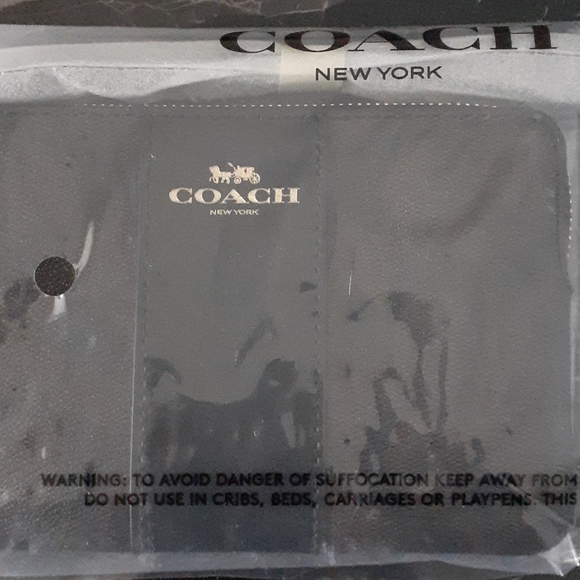 COACH
NEW YORK
COACH
NEW YORK
WARNING: TO AVOID DANGER OF SUFFOCATION KEEP AWAY FROM
DO NOT USE IN CRIBS, BEDS, CARRIAGES OR PLAYPENS. THIS